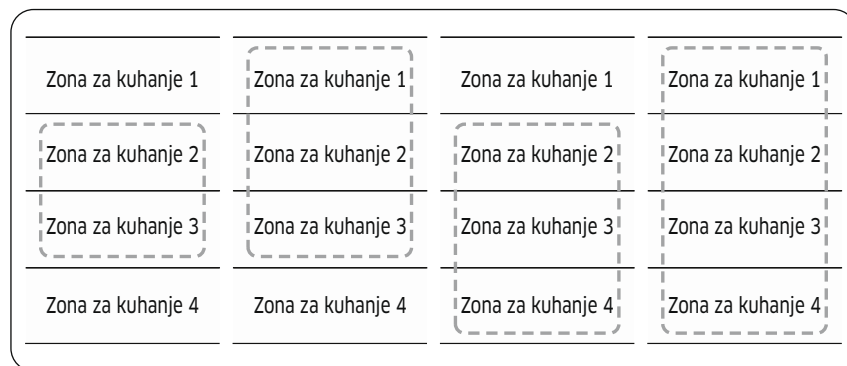 Zona za kuhanje 1 Zona za kuhanje 1 Zona za kuhanje 1 Zona za kuhanje 1
Zona za kuhanje 2 Zona za kuhanje 2 Zona za kuhanje 2 Zona za kuhanje 2
Zona za kuhanje 3 Zona za kuhanje 3 Zona za kuhanje 3 Zona za kuhanje 3
Zona za kuhanje 4 Zona za kuhanje 4 Zona za kuhanje 4 Zona za kuhanje 4